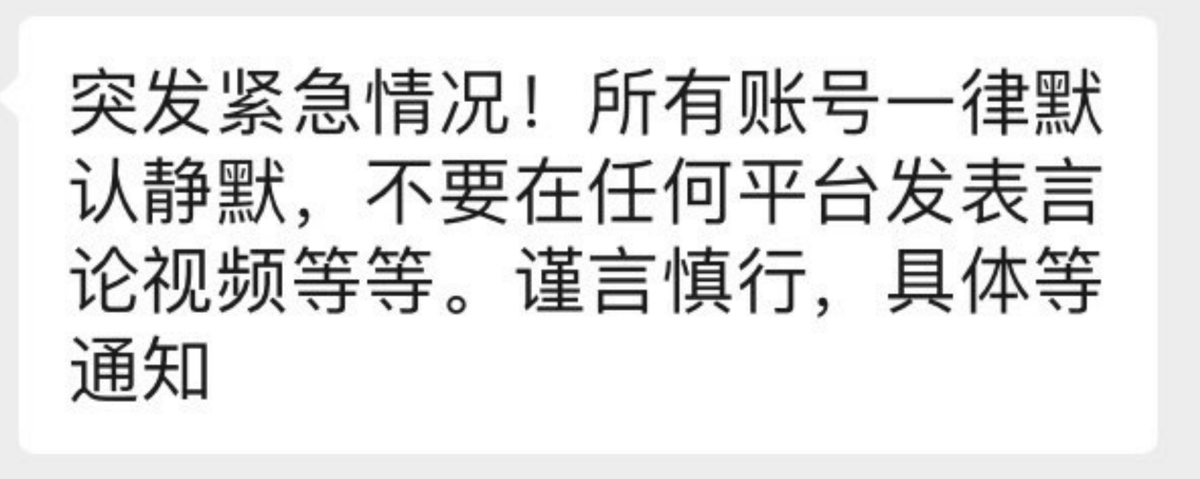 突发紧急情况！所有账号一律默
认静默，不要在任何平台发表言
论视频等等。谨言慎行，具体等
通知